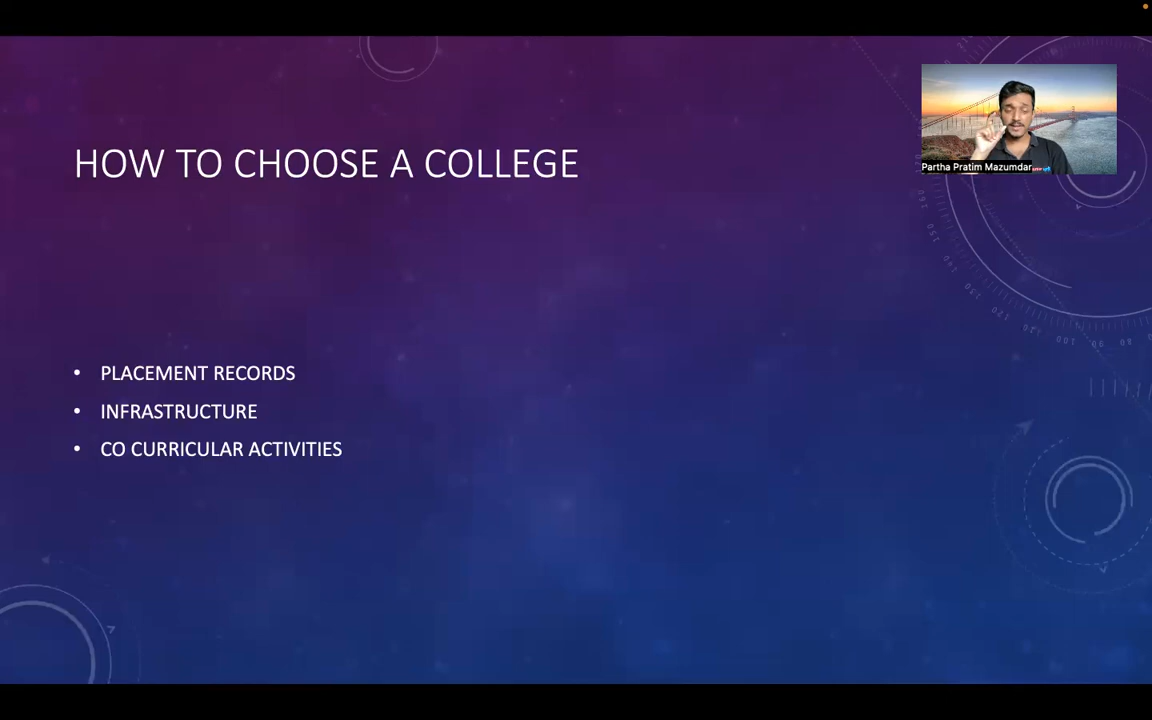 HOW TO CHOOSE A COLLEGE
Partha Pratim Mazumdar
• PLACEMENT RECORDS
• INFRASTRUCTURE
• CO CURRICULAR ACTIVITIES